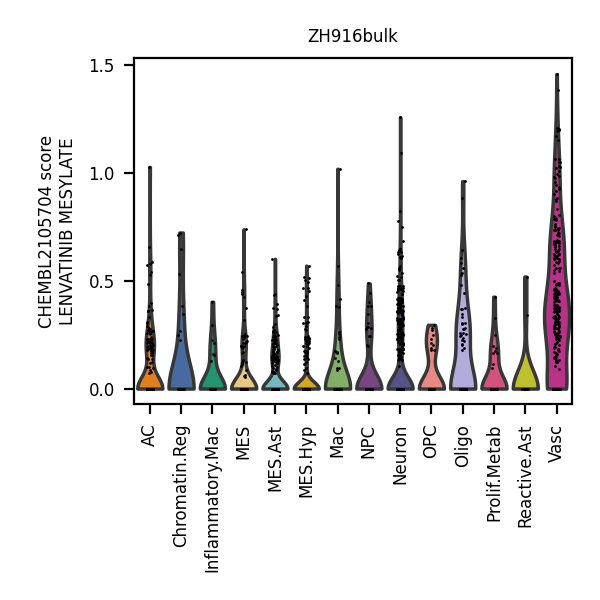 ZH916bulk
CHEMBL2105704 score
LENVATINIB MESYLATE
1.5
1.0
0.5
0.0
AC
Chromatin.Reg
Inflammatory.Mac
MES
MES.Ast
MES.Hyp
Mac
NPC
Neuron
OPC
Oligo
Prolif.Metab
Reactive.Ast
Vasc